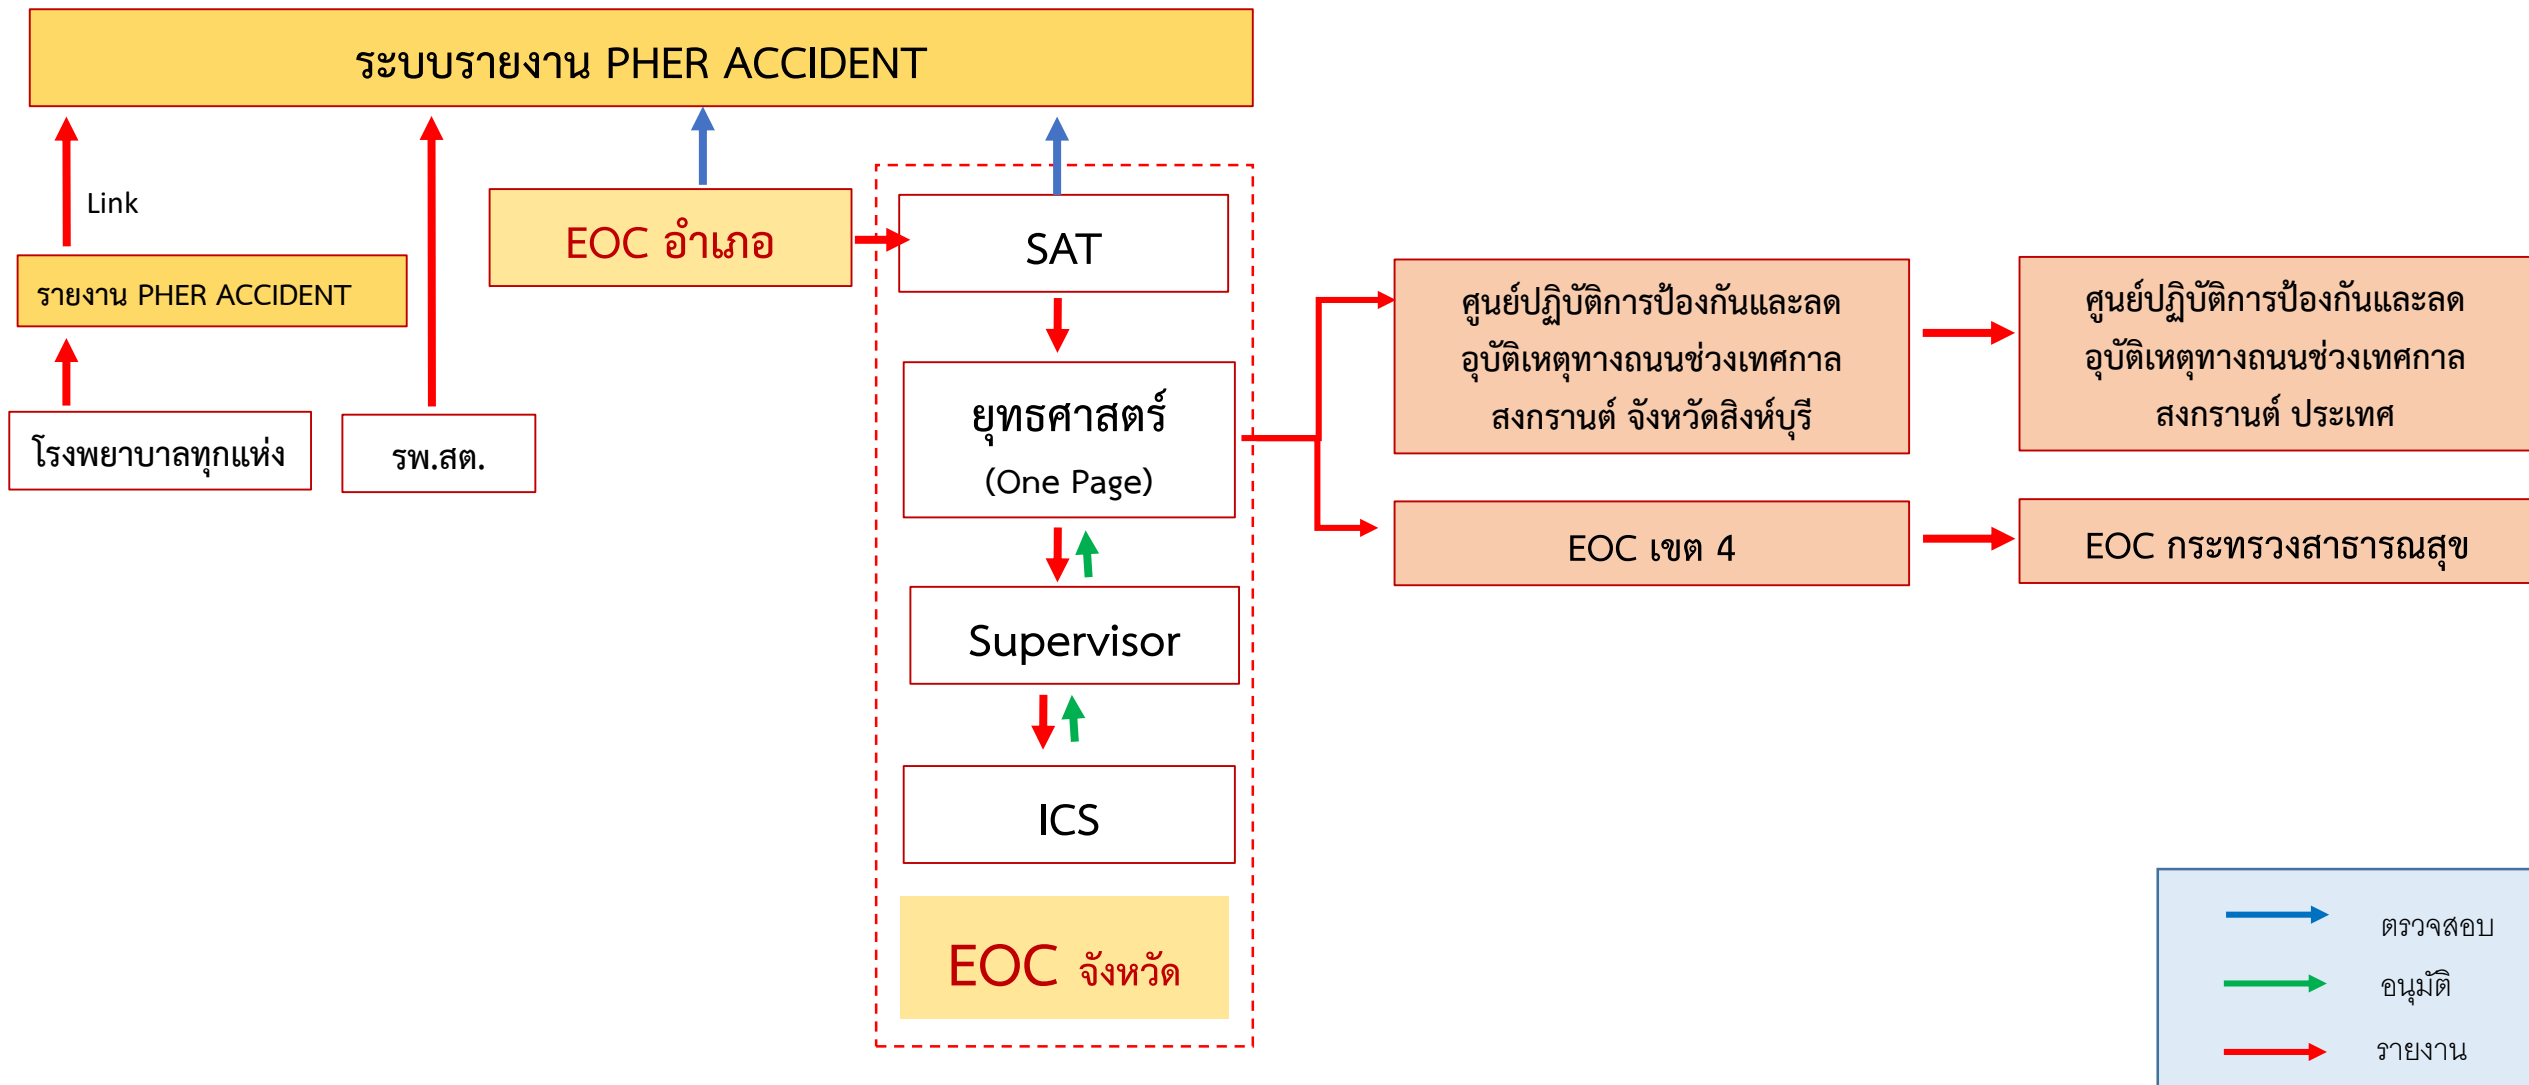 ระบบรายงาน PHER ACCIDENT
Link
รายงาน PHER ACCIDENT
โรงพยาบาลทุกแห่ง
รพ.สต.
EOC อำเภอ
SAT
ยุทธศาสตร์
(One Page)
Supervisor
ICS
EOC จังหวัด
ศูนย์ปฏิบัติการป้องกันและลด
อุบัติเหตุทางถนนช่วงเทศกาล
สงกรานต์ จังหวัดสิงห์บุรี
ศูนย์ปฏิบัติการป้องกันและลด
อุบัติเหตุทางถนนช่วงเทศกาล
สงกรานต์ ประเทศ
EOC เขต 4
EOC กระทรวงสาธารณสุข
ตรวจสอบ
อนุมัติ
รายงาน